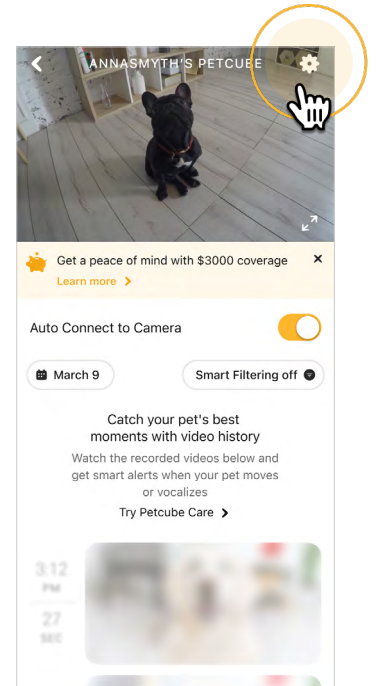 ANNASMYTH'S PETCUBE
Get a peace of mind with $3000 coverage
Learn more
Auto Connect to Camera
March 9
Smart Filtering off
Catch your pet's best
moments with video history
Watch the recorded videos below and
get smart alerts when your pet moves
or vocalizes
Try Petcube Care
3:12
PM
27
SEC